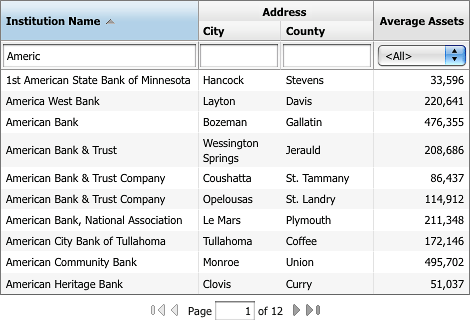 Institution Name Address Average Assets
City County
Americ <All>
1st American State Bank of Minnesota Hancock Stevens 33,596
America West Bank Layton Davis 220,641
American Bank Bozeman Gallatin 476,355
American Bank & Trust Wessington Springs Jerauld 208,686
American Bank & Trust Company Coushatta St. Tammany 86,437
American Bank & Trust Company Opelousas St. Landry 114,912
American Bank, National Association Le Mars Plymouth 211,348
American City Bank of Tullahoma Tullahoma Coffee 172,146
American Community Bank Monroe Union 495,702
American Heritage Bank Clovis Curry 51,037
Page 1 of 12